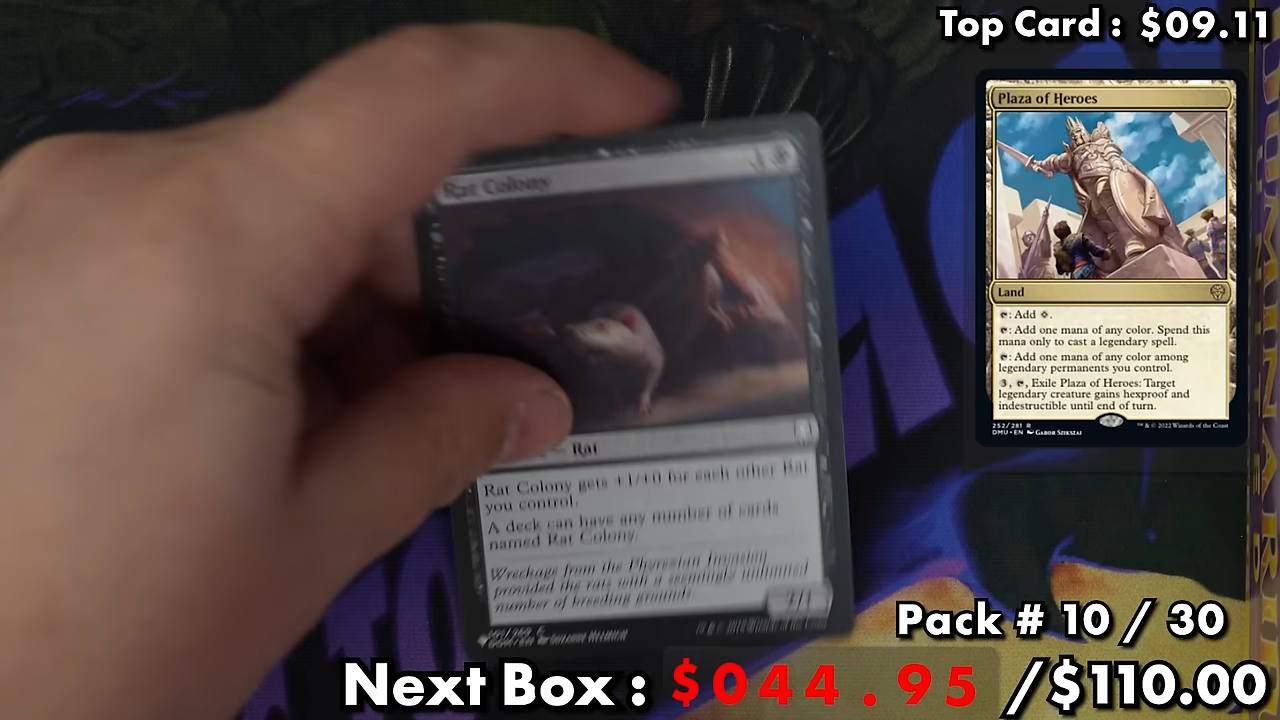 Top Card : $09.11
Plaza of Heroes
Land
: Add .
: Add one mana of any color. Spend this
mana only to cast a legendary spell.
: Add one mana of any color among
legendary permanents you control.
3, , Exile Plaza of Heroes: Target
legendary creature gains hexproof and
indestructible until end of turn.
252/281 R
DMU • EN GABOR SZIKSZAI
™ & © 2022 Wizards of the Coast
Rat Colony
Rat
Rat Colony gets +1/+0 for each other Rat
you control.
A deck can have any number of cards
named Rat Colony.
Wreckage from the Phyrexian Invasion
provided the rats with a seemingly unlimited
number of breeding grounds.
2/1
Pack # 10 / 30
Next Box : $044.95 /$110.00